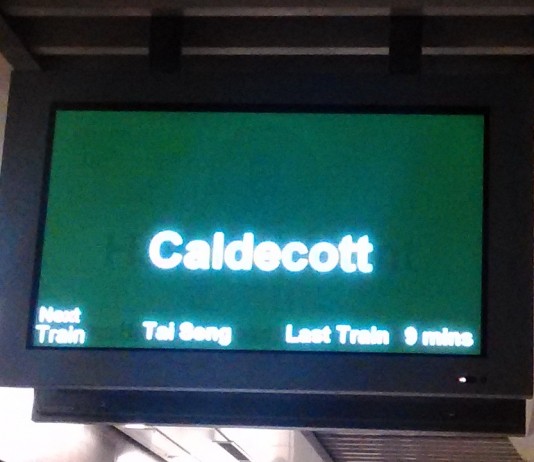 Caldecott
Next
Train Tai Seng Last Train 9 mins